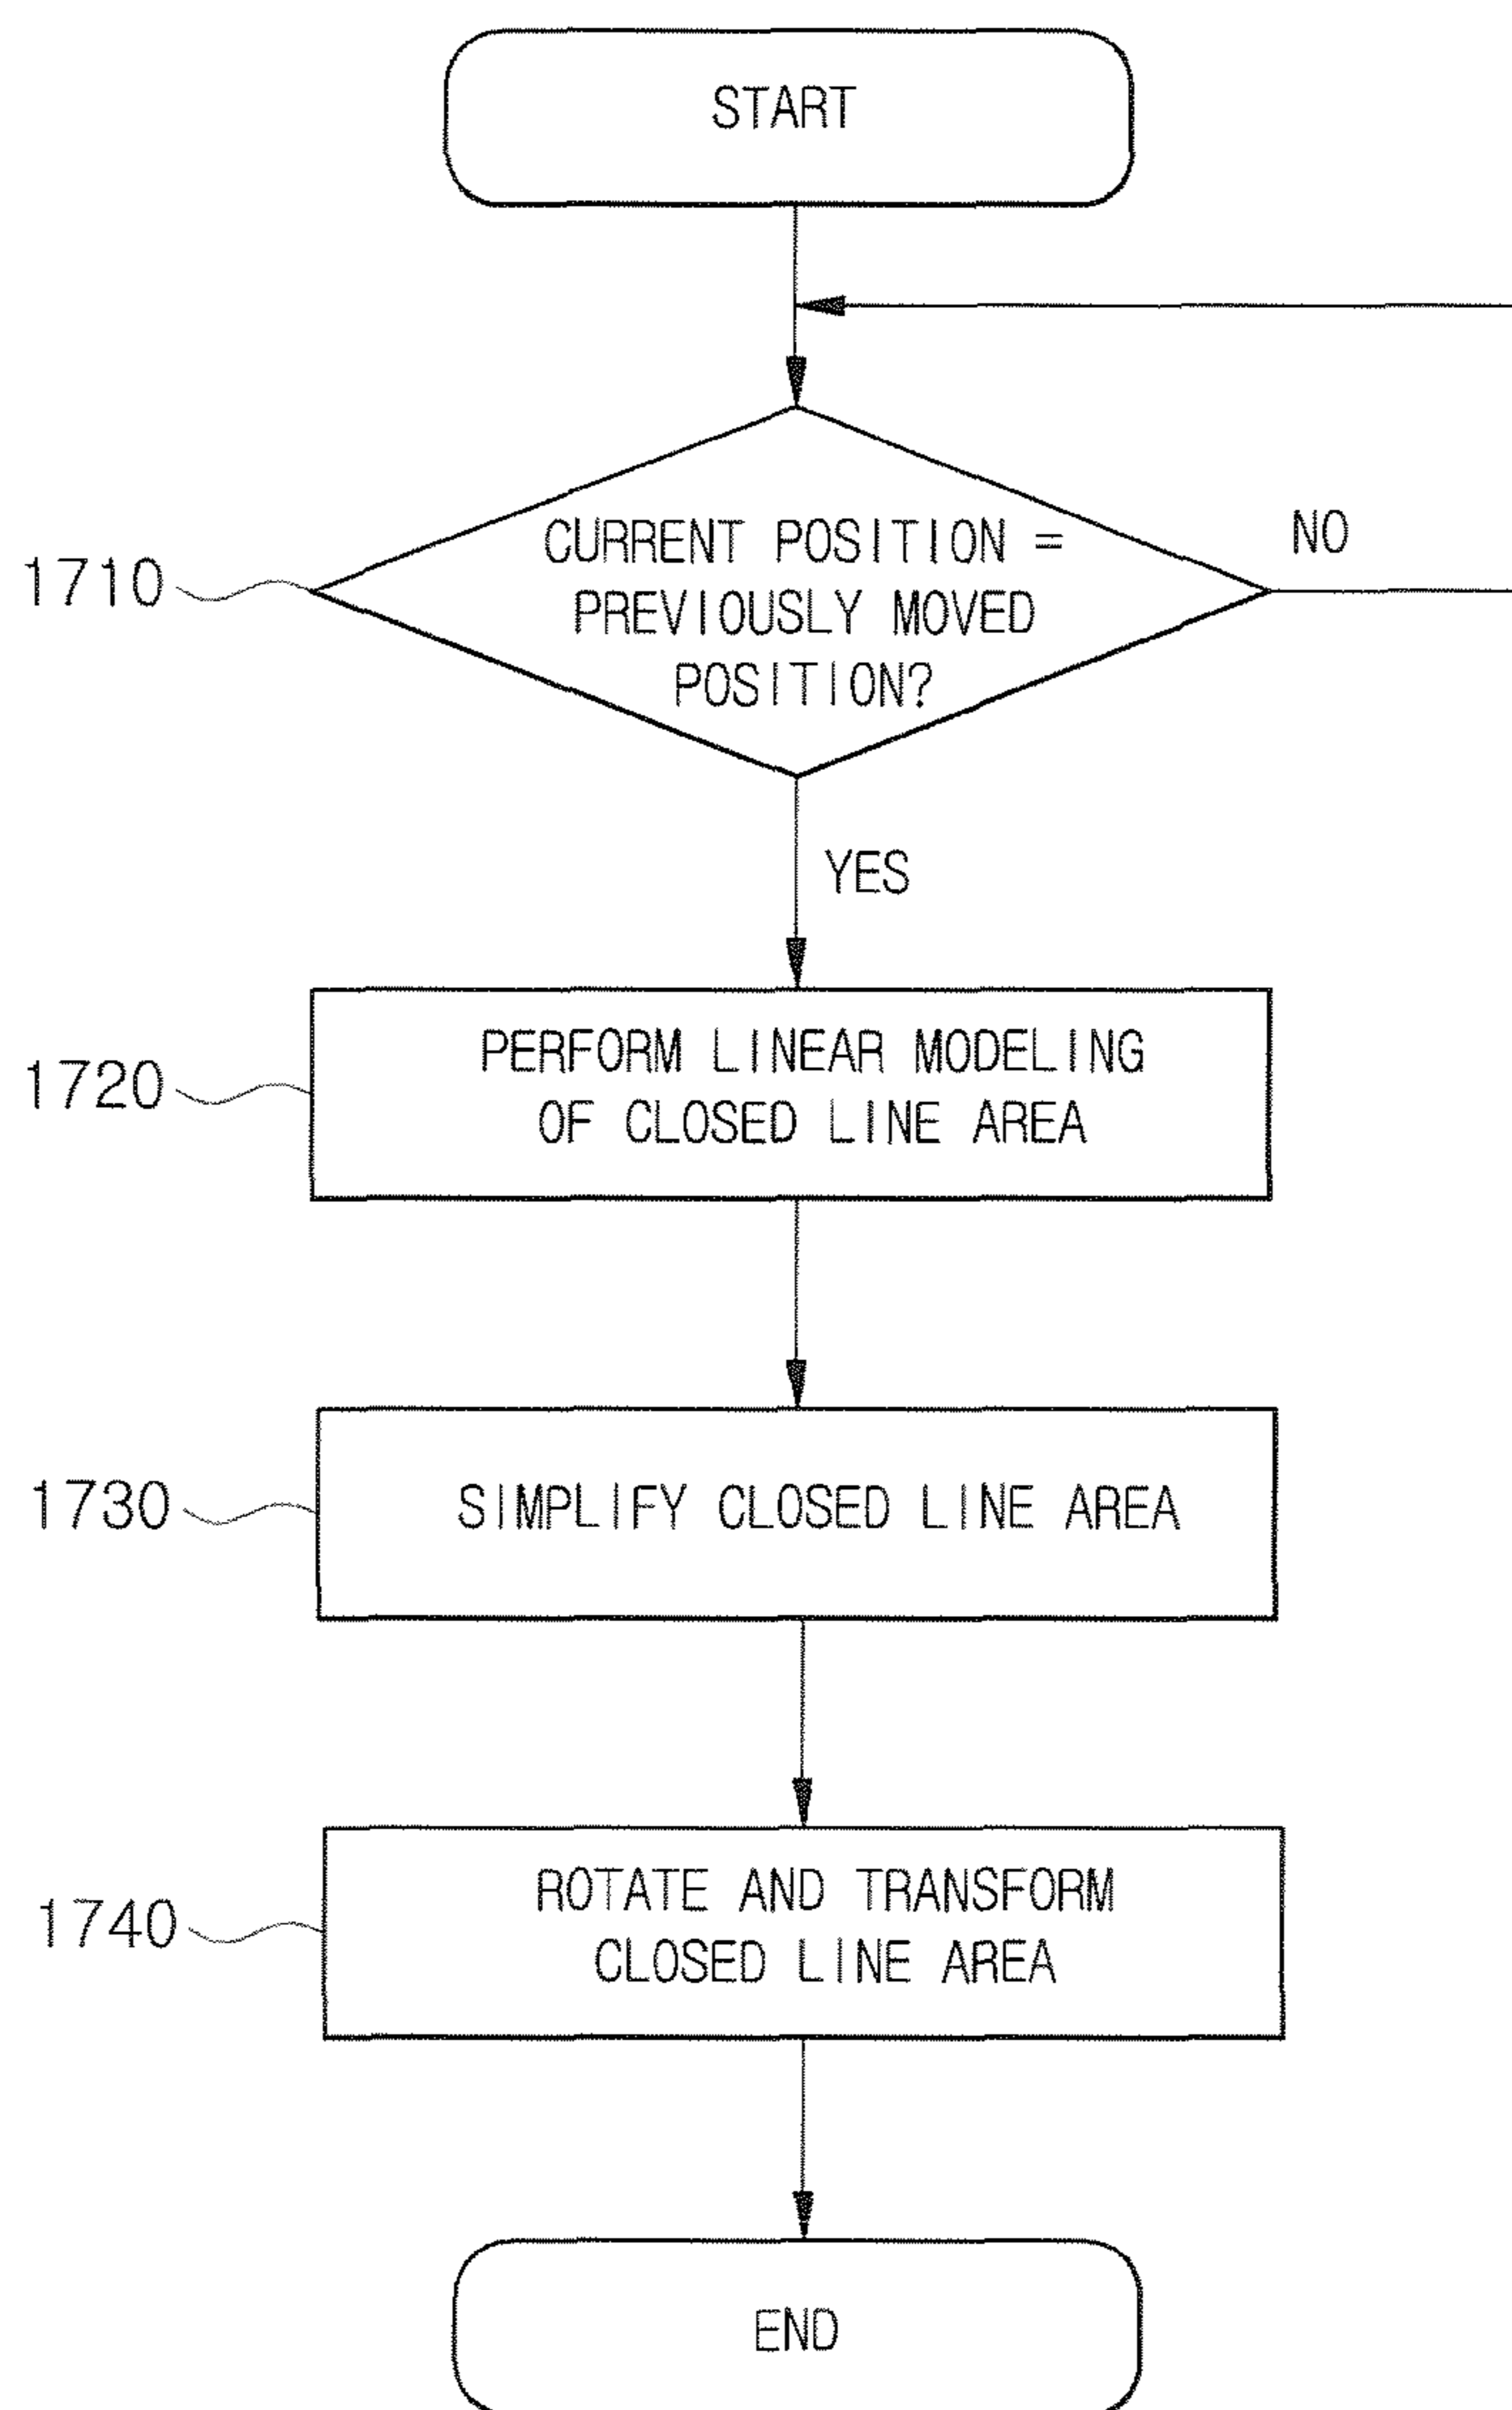 START
CURRENT POSITION =
PREVIOUSLY MOVED
POSITION?
1710
NO
YES
1720
PERFORM LINEAR MODELING
OF CLOSED LINE AREA
1730
SIMPLIFY CLOSED LINE AREA
1740
ROTATE AND TRANSFORM
CLOSED LINE AREA
END